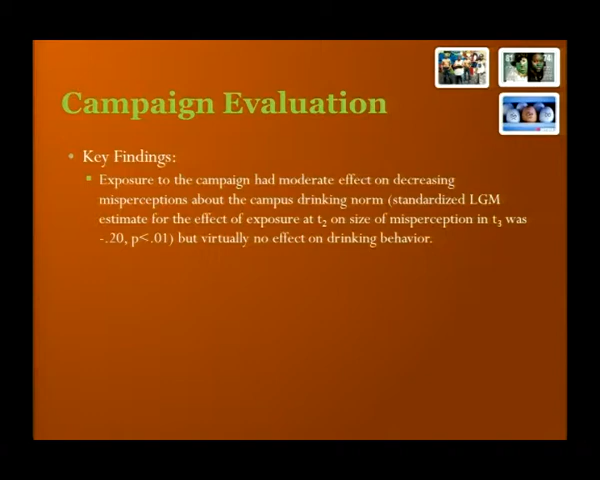 Campaign Evaluation
• Key Findings:
▪ Exposure to the campaign had moderate effect on decreasing
misperceptions about the campus drinking norm (standardized LGM
estimate for the effect of exposure at t₂ on size of misperception in t₃ was
-.20, p<.01) but virtually no effect on drinking behavior.